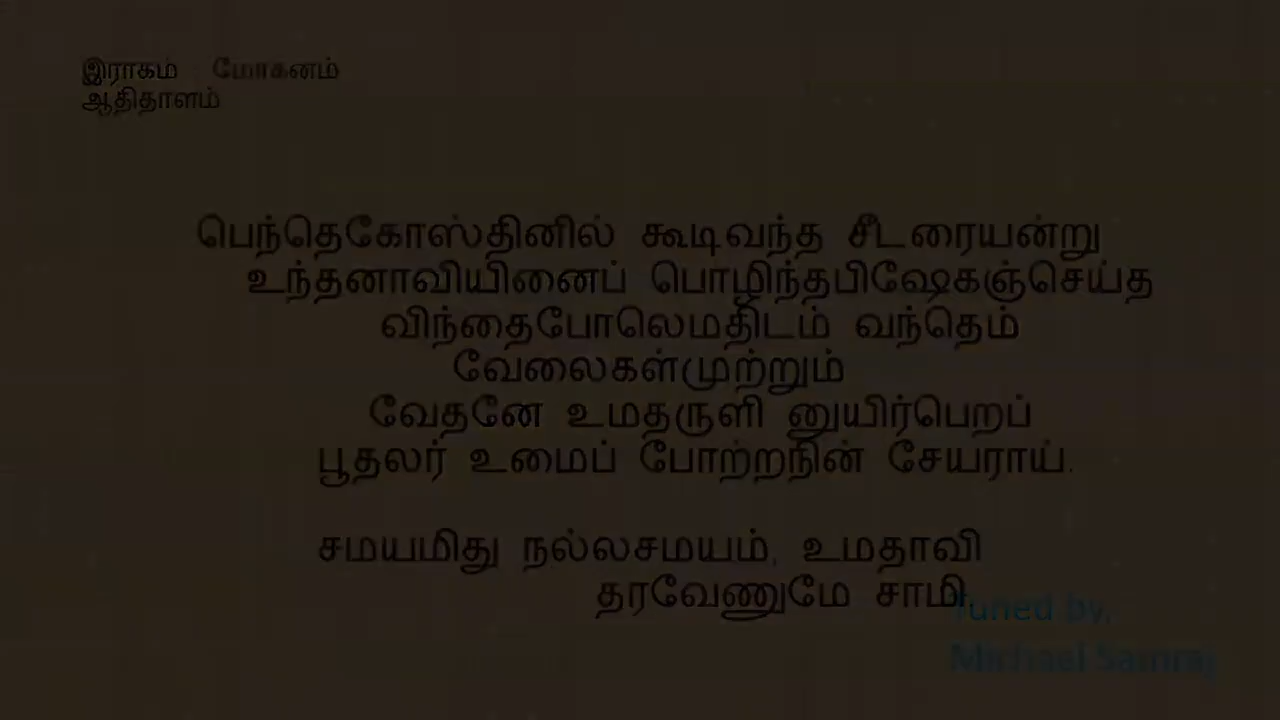 இராகம் மோகனம்
ஆதிதாளம்
பெந்தெகோஸ்தினில் கூடிவந்த சீடரையன்று
உந்தனாவியினைப் பொழிந்தபிஷேகஞ்செய்த
விந்தைபோலெமதிடம் வந்தெம்
வேலைகள்முற்றும்
வேதனே உமதருளி னுயிர்பெறப்
பூதலர் உமைப் போற்றநின் சேயராய்.
சமயமிது நல்லசமயம், உமதாவி
தரவேணுமே சாமி.
Tuned by,
Michael Samraj